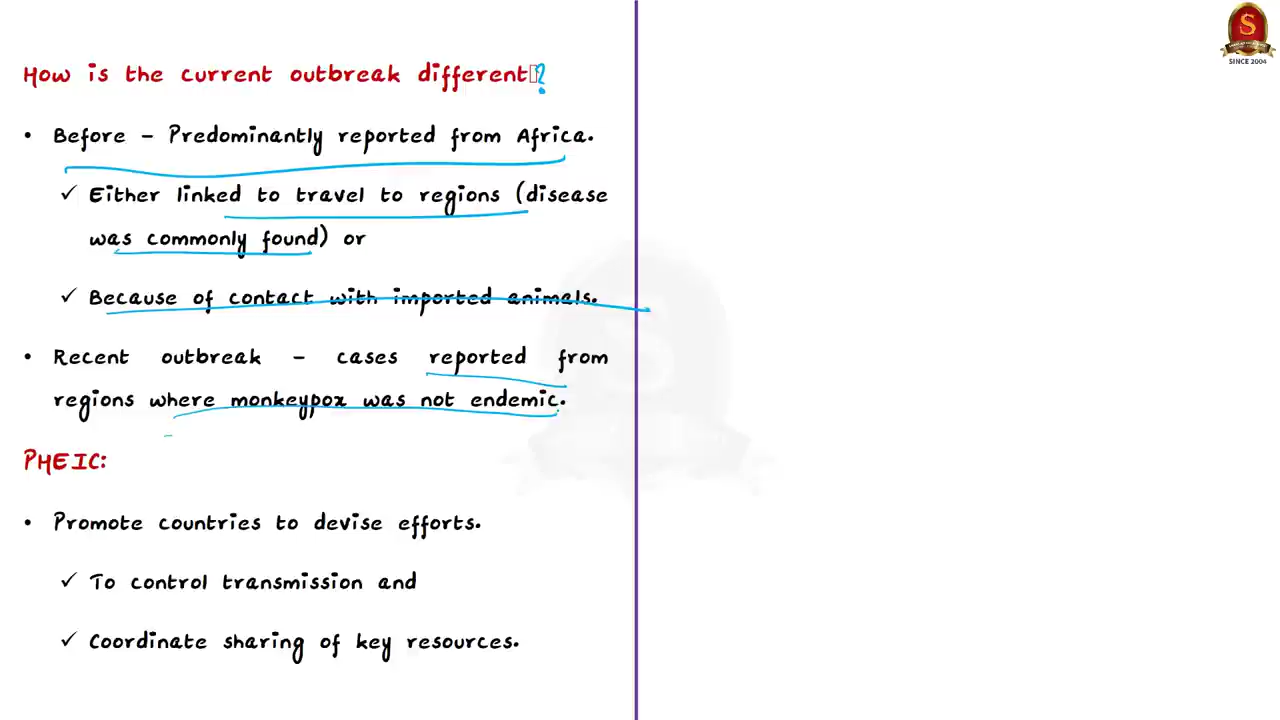 How is the current outbreak different?
• Before – Predominantly reported from Africa.
✓ Either linked to travel to regions (disease
was commonly found) or
✓ Because of contact with imported animals.
• Recent outbreak – cases reported from
regions where monkeypox was not endemic.
PHEIC:
• Promote countries to devise efforts.
✓ To control transmission and
✓ Coordinate sharing of key resources.
S
SINCE 2004